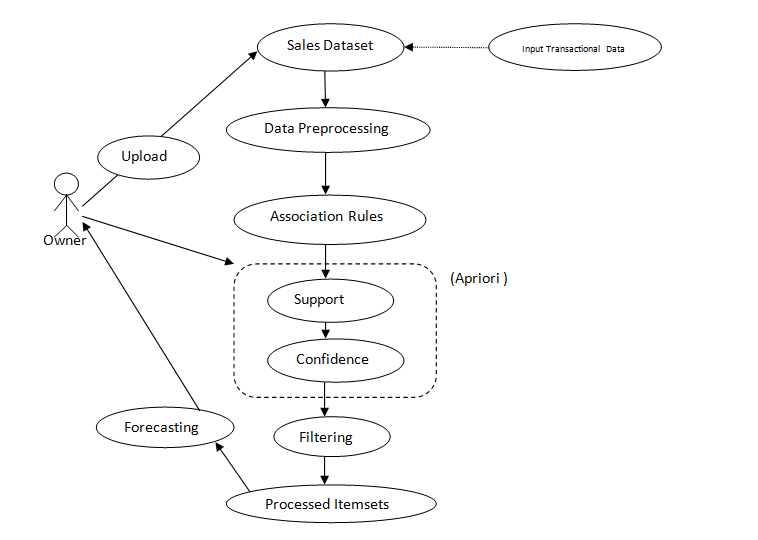 Sales Dataset
Input Transactional Data
Data Preprocessing
Upload
Association Rules
Owner
(Apriori )
Support
Confidence
Forecasting
Filtering
Processed Itemsets